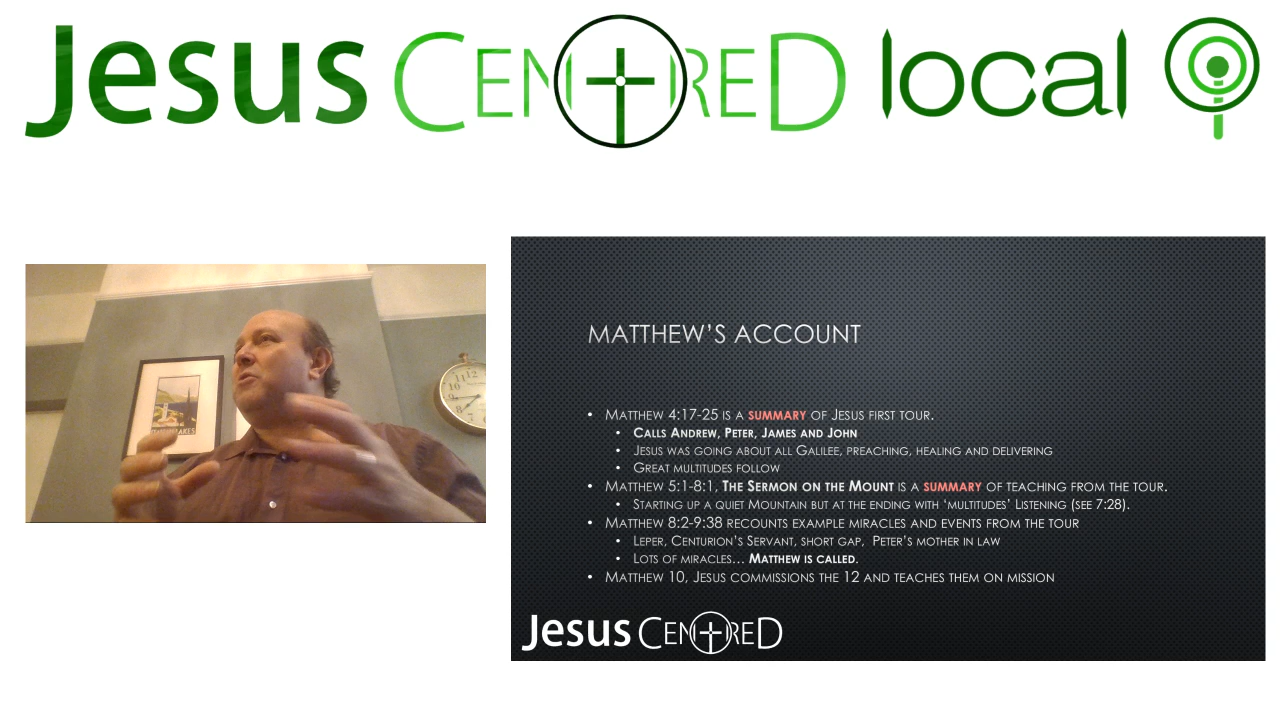 Jesus CENTRED local
MATTHEW'S ACCOUNT
• MATTHEW 4:17-25 IS A SUMMARY OF JESUS FIRST TOUR.
• CALLS ANDREW, PETER, JAMES AND JOHN
• JESUS WAS GOING ABOUT ALL GALILEE, PREACHING, HEALING AND DELIVERING
• GREAT MULTITUDES FOLLOW
• MATTHEW 5:1-8:1, THE SERMON ON THE MOUNT IS A SUMMARY OF TEACHING FROM THE TOUR.
• STARTING UP A QUIET MOUNTAIN BUT AT THE ENDING WITH 'MULTITUDES' LISTENING (SEE 7:28).
• MATTHEW 8:2-9:38 RECOUNTS EXAMPLE MIRACLES AND EVENTS FROM THE TOUR
• LEPER, CENTURION'S SERVANT, SHORT GAP, PETER'S MOTHER IN LAW
• LOTS OF MIRACLES... MATTHEW IS CALLED.
• MATTHEW 10, JESUS COMMISSIONS THE 12 AND TEACHES THEM ON MISSION
Jesus CENTRED